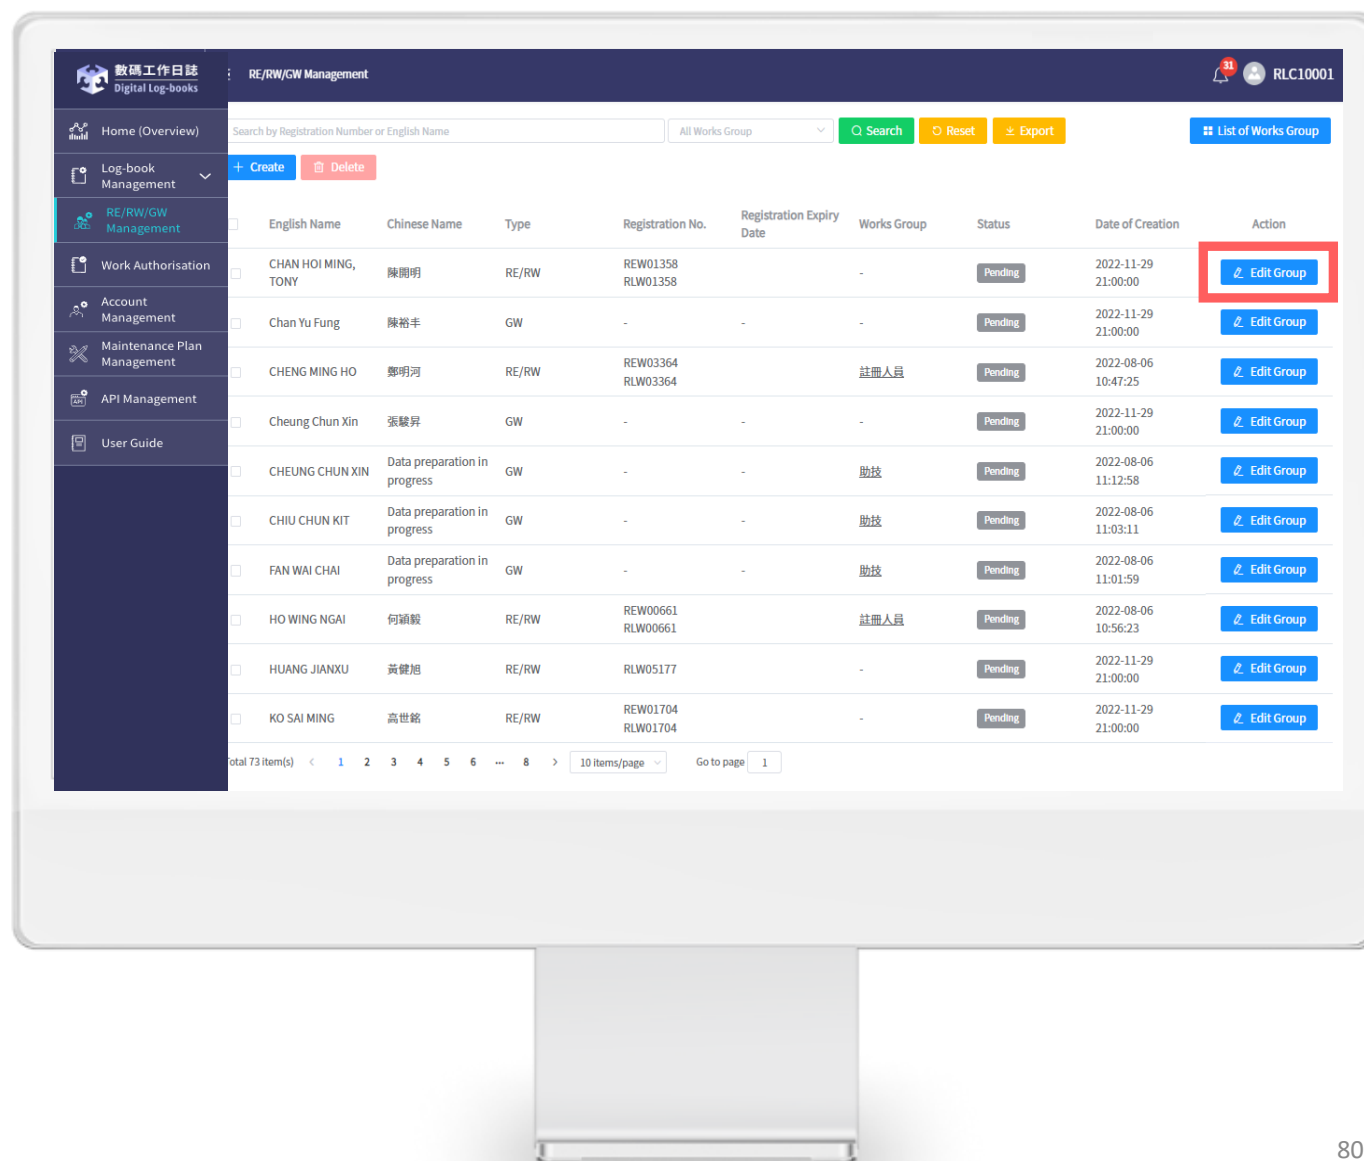 數碼工作日誌
Digital Log-books
RE/RW/GW Management
31
RLC10001
Home (Overview)
Log-book
Management
RE/RW/GW
Management
Work Authorisation
Account
Management
Maintenance Plan
Management
API Management
User Guide
Search by Registration Number or English Name
All Works Group
Search
Reset
Export
List of Works Group
+ Create
Delete
English Name Chinese Name Type Registration No. Registration Expiry Date Works Group Status Date of Creation Action
CHAN HOI MING, TONY 陳開明 RE/RW REW01358 RLW01358 - Pending 2022-11-29 21:00:00 Edit Group
Chan Yu Fung 陳裕丰 GW - - - Pending 2022-11-29 21:00:00 Edit Group
CHENG MING HO 鄭明河 RE/RW REW03364 RLW03364 註冊人員 Pending 2022-08-06 10:47:25 Edit Group
Cheung Chun Xin 張駿昇 GW - - - Pending 2022-11-29 21:00:00 Edit Group
CHEUNG CHUN XIN Data preparation in progress GW - - 助技 Pending 2022-08-06 11:12:58 Edit Group
CHIU CHUN KIT Data preparation in progress GW - - 助技 Pending 2022-08-06 11:03:11 Edit Group
FAN WAI CHAI Data preparation in progress GW - - 助技 Pending 2022-08-06 11:01:59 Edit Group
HO WING NGAI 何穎毅 RE/RW REW00661 RLW00661 註冊人員 Pending 2022-08-06 10:56:23 Edit Group
HUANG JIANXU 黃健旭 RE/RW RLW05177 - Pending 2022-11-29 21:00:00 Edit Group
KO SAI MING 高世銘 RE/RW REW01704 RLW01704 - Pending 2022-11-29 21:00:00 Edit Group
Total 73 item(s) < 1 2 3 4 5 6 ... 8 > 10 items/page Go to page 1
80